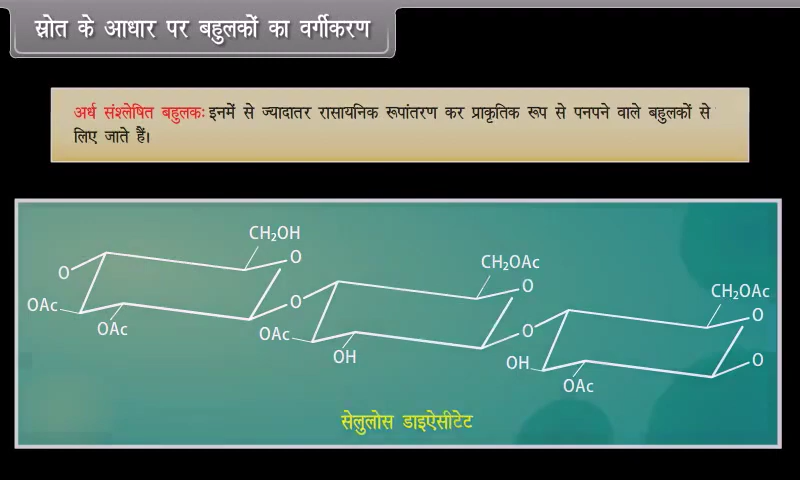 स्रोत के आधार पर बहुलकों का वर्गीकरण
अर्ध संश्लेषित बहुलकः इनमें से ज्यादातर रासायनिक रूपांतरण कर प्राकृतिक रूप से पनपने वाले बहुलकों से
लिए जाते हैं।
CH₂OH
O
O
OAc
OAc
O
CH₂OAc
O
OAc
OH
O
CH₂OAc
O
OH
OAc
O
सेलुलोस डाइऐसीटेट